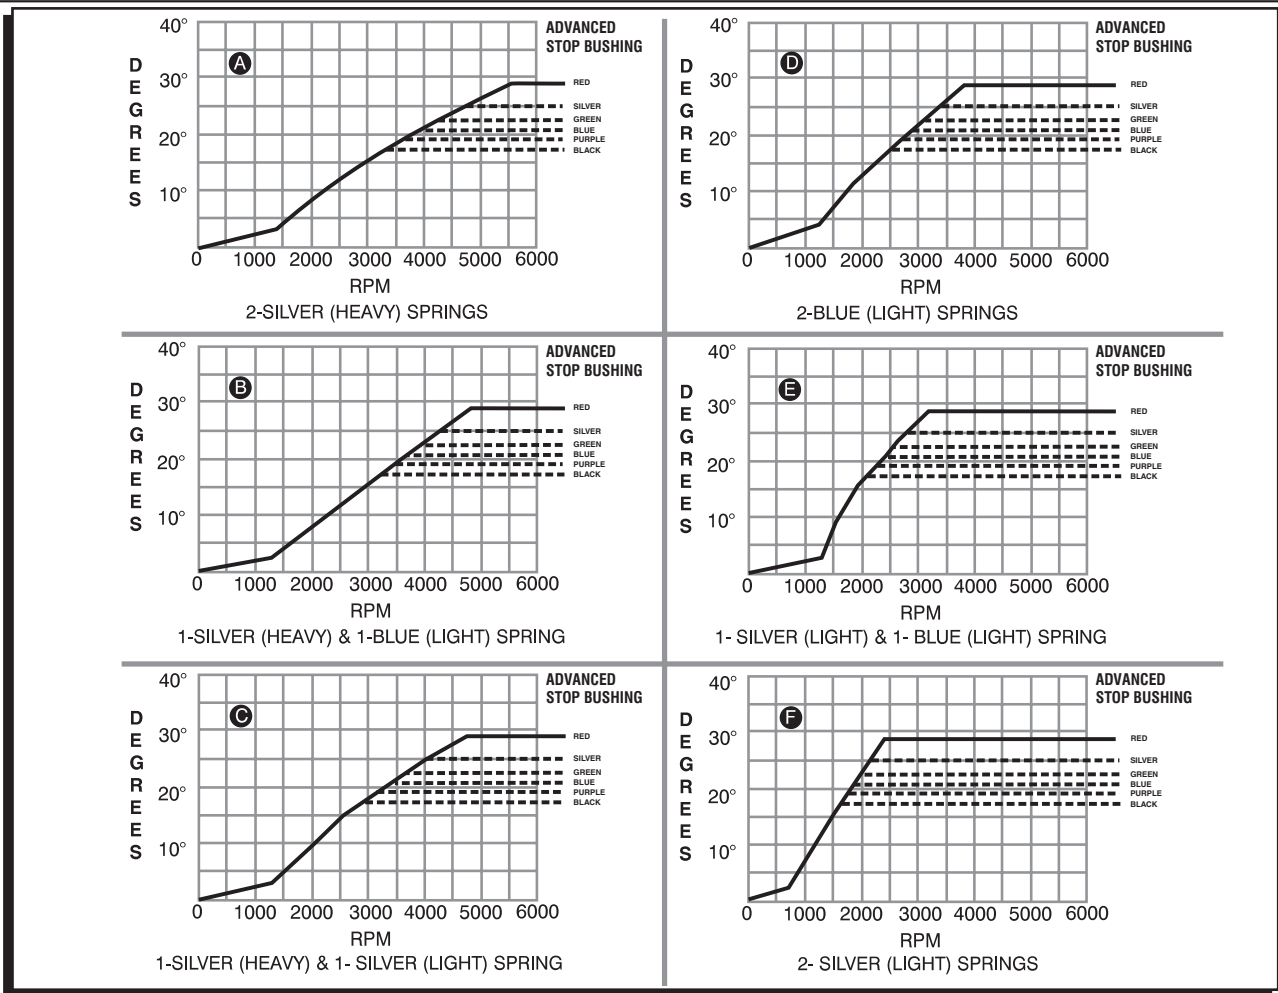 ADVANCED
STOP BUSHING
A
DEGREES
40°
30°
20°
10°
RED
SILVER
GREEN
BLUE
PURPLE
BLACK
0 1000 2000 3000 4000 5000 6000
RPM
2-SILVER (HEAVY) SPRINGS
ADVANCED
STOP BUSHING
D
DEGREES
40°
30°
20°
10°
RED
SILVER
GREEN
BLUE
PURPLE
BLACK
0 1000 2000 3000 4000 5000 6000
RPM
2-BLUE (LIGHT) SPRINGS
ADVANCED
STOP BUSHING
B
DEGREES
40°
30°
20°
10°
RED
SILVER
GREEN
BLUE
PURPLE
BLACK
0 1000 2000 3000 4000 5000 6000
RPM
1-SILVER (HEAVY) & 1-BLUE (LIGHT) SPRING
ADVANCED
STOP BUSHING
E
DEGREES
40°
30°
20°
10°
RED
SILVER
GREEN
BLUE
PURPLE
BLACK
0 1000 2000 3000 4000 5000 6000
RPM
1- SILVER (LIGHT) & 1- BLUE (LIGHT) SPRING
ADVANCED
STOP BUSHING
C
DEGREES
40°
30°
20°
10°
RED
SILVER
GREEN
BLUE
PURPLE
BLACK
0 1000 2000 3000 4000 5000 6000
RPM
1-SILVER (HEAVY) & 1- SILVER (LIGHT) SPRING
ADVANCED
STOP BUSHING
F
DEGREES
40°
30°
20°
10°
RED
SILVER
GREEN
BLUE
PURPLE
BLACK
0 1000 2000 3000 4000 5000 6000
RPM
2- SILVER (LIGHT) SPRINGS